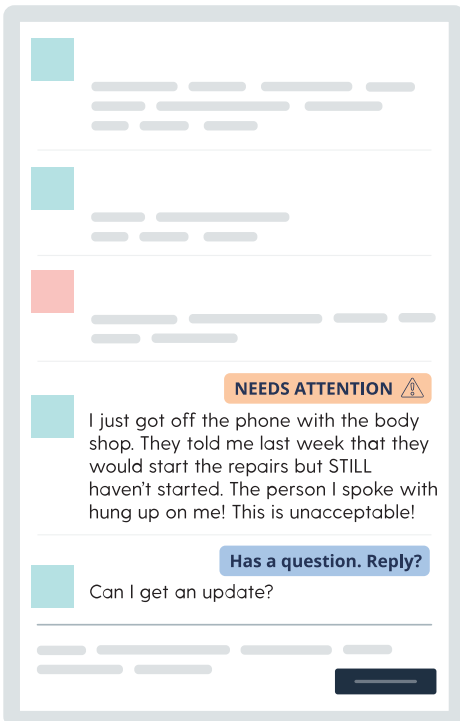 NEEDS ATTENTION
I just got off the phone with the body
shop. They told me last week that they
would start the repairs but STILL
haven't started. The person I spoke with
hung up on me! This is unacceptable!
Has a question. Reply?
Can I get an update?